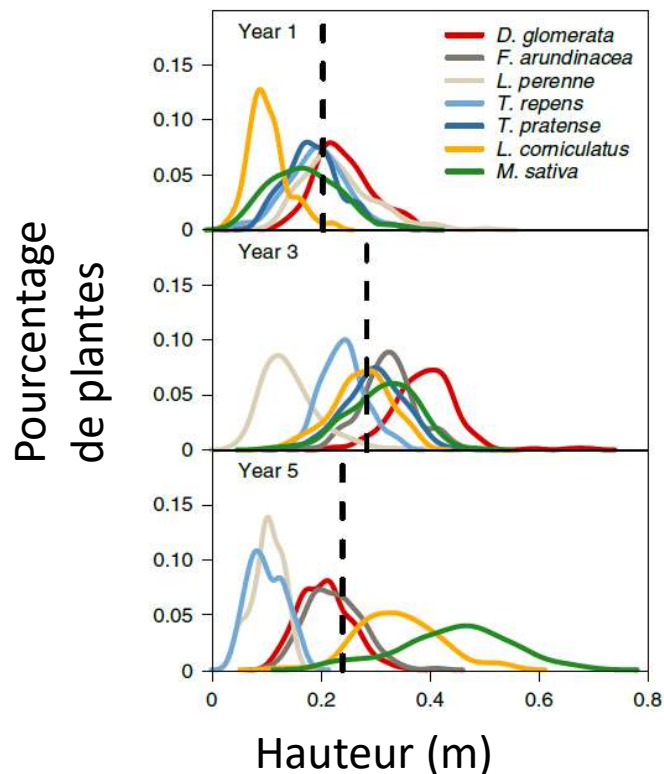 Year 1
D. glomerata
F. arundinacea
L. perenne
T. repens
T. pratense
L. corniculatus
M. sativa
0.15
0.10
0.05
0
Year 3
0.15
0.10
0.05
0
Year 5
0.15
0.10
0.05
0
0 0.2 0.4 0.6 0.8
Pourcentage
de plantes
Hauteur (m)